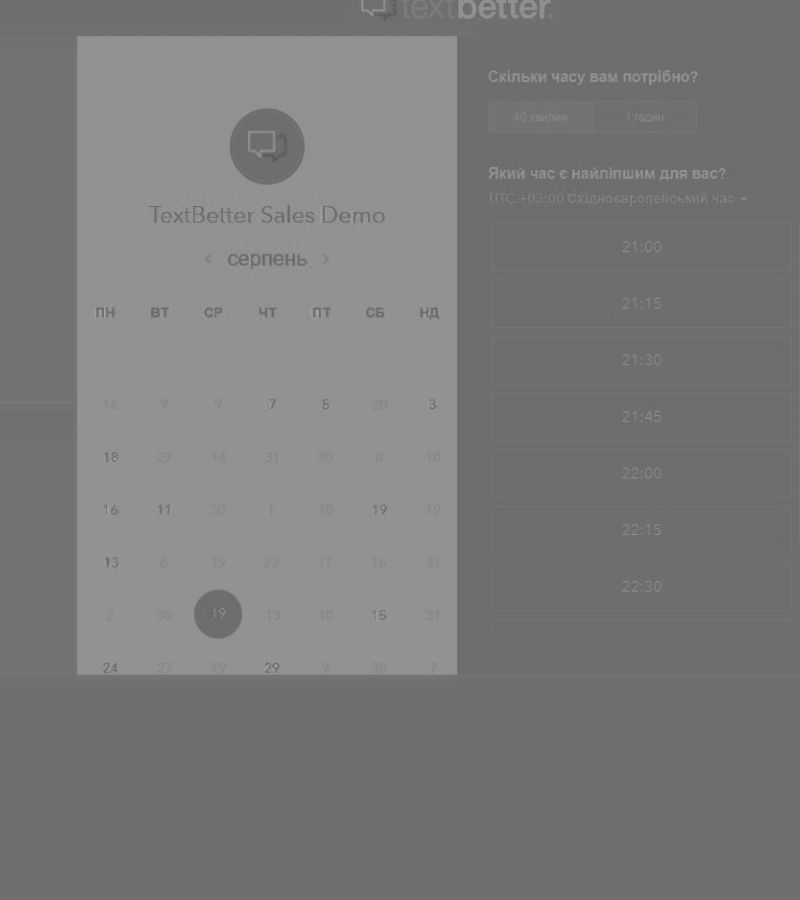 textbetter.
TextBetter Sales Demo
серпень
ПН ВТ СР ЧТ ПТ СБ НД
16 9 9 7 5 20 3
18 27 14 31 30 8 10
16 11 30 1 10 19 19
13 6 19 23 17 16 31
2 30 19 13 10 15 31
24 27 19 29 9 30 7
Скільки часу вам потрібно?
40 хвилин 1 годин
Який час є найліпшим для вас?
UTC +03:00 Східноєвропейський час
21:00
21:15
21:30
21:45
22:00
22:15
22:30